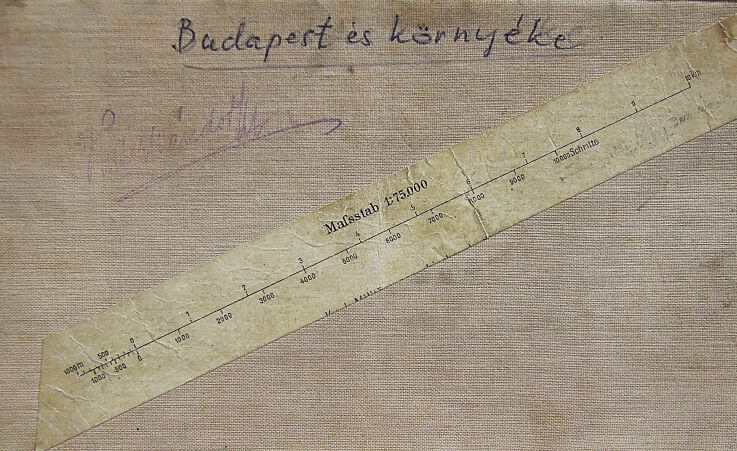 Budapest és környéke
Maſsstab 1:75.000
1000m 500 0 1 2 3 4 5 6 7 8 9 10 Km
1000 500 0 1000 2000 3000 4000 5000 6000 7000 8000 9000 10000 Schritte